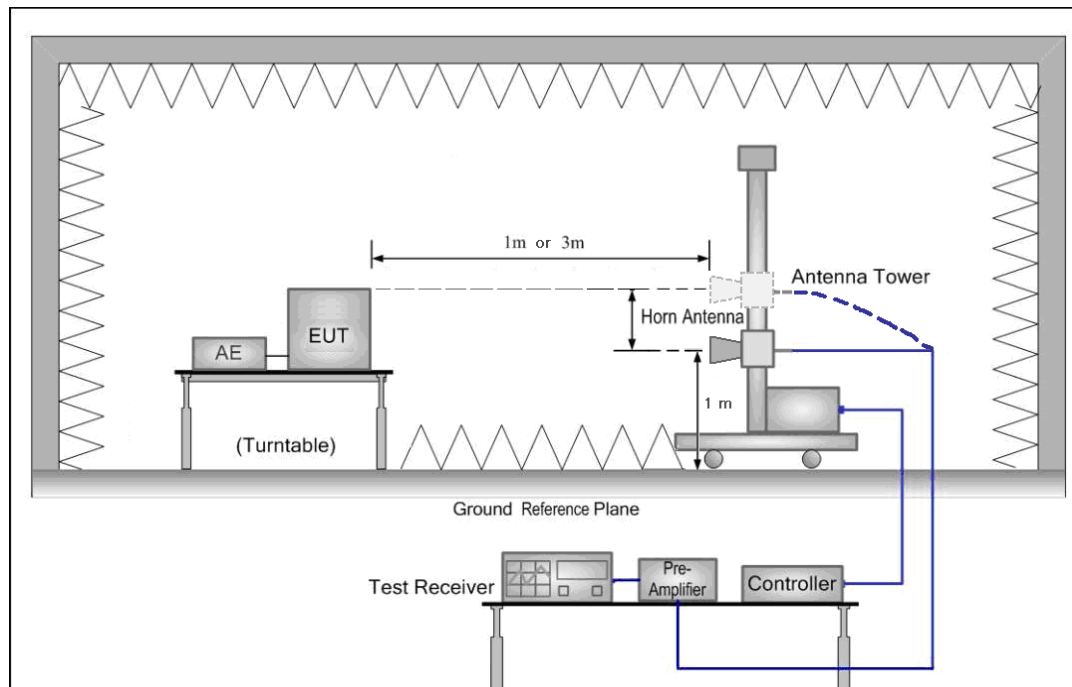 1m or 3m
Antenna Tower
Horn Antenna
EUT
AE
1 m
(Turntable)
Ground Reference Plane
Test Receiver
Pre-
Amplifier
Controller